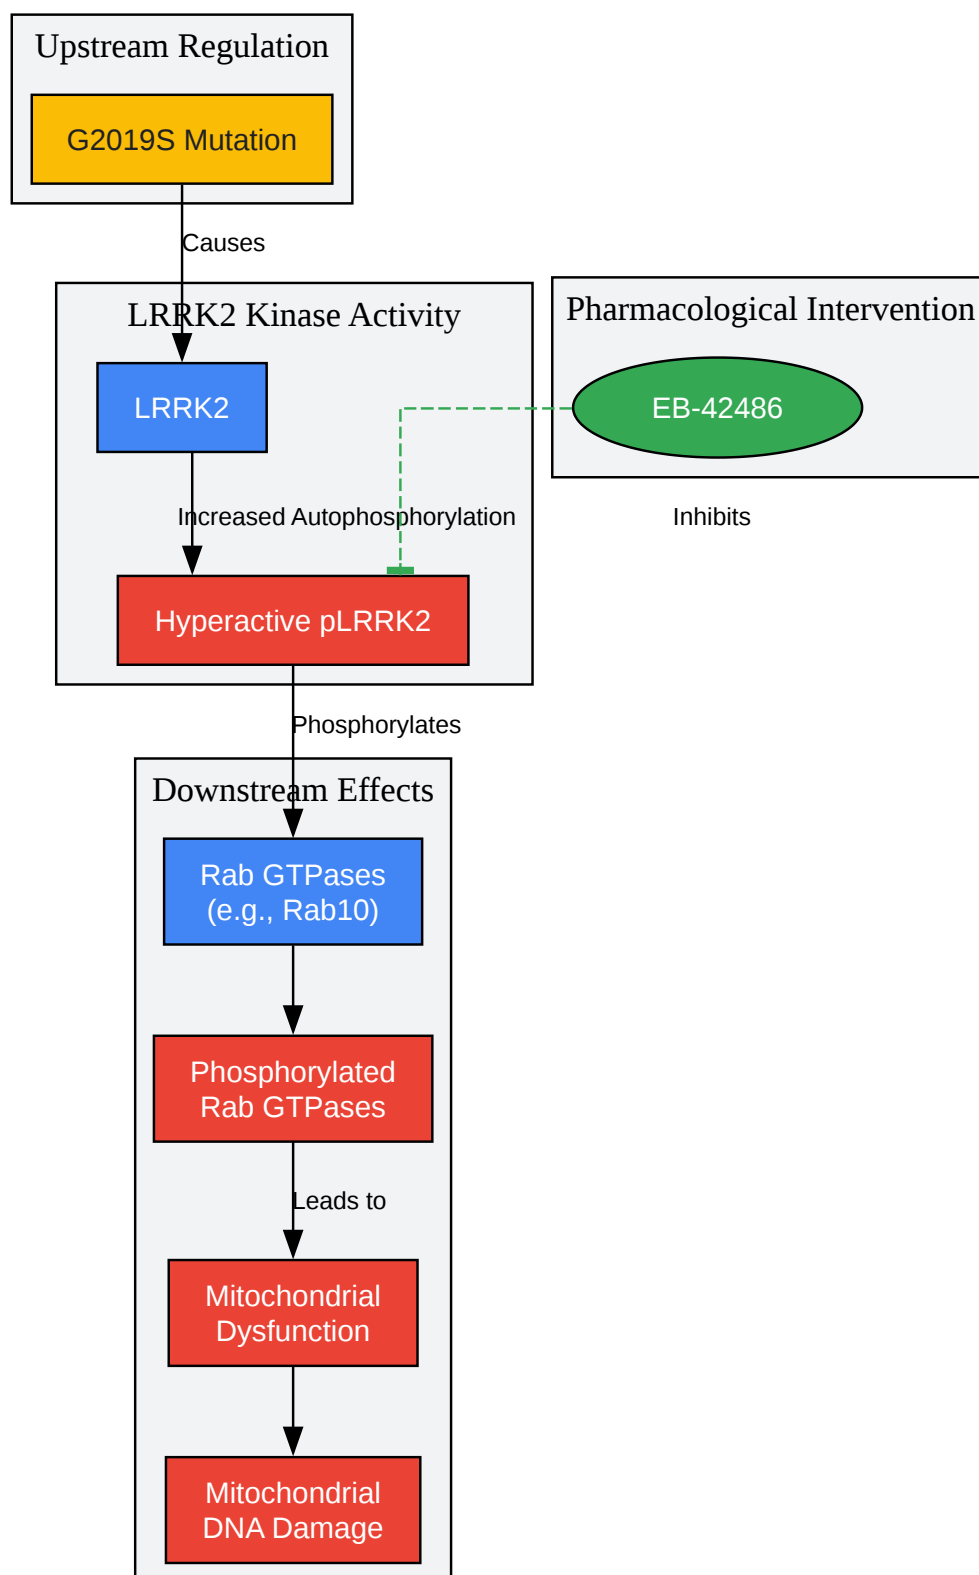 Upstream Regulation
G2019S Mutation
Causes
LRRK2 Kinase Activity
Pharmacological Intervention
LRRK2
EB-42486
Increased Autophosphorylation
Inhibits
Hyperactive pLRRK2
Phosphorylates
Downstream Effects
Rab GTPases
(e.g., Rab10)
Phosphorylated
Rab GTPases
Leads to
Mitochondrial
Dysfunction
Mitochondrial
DNA Damage